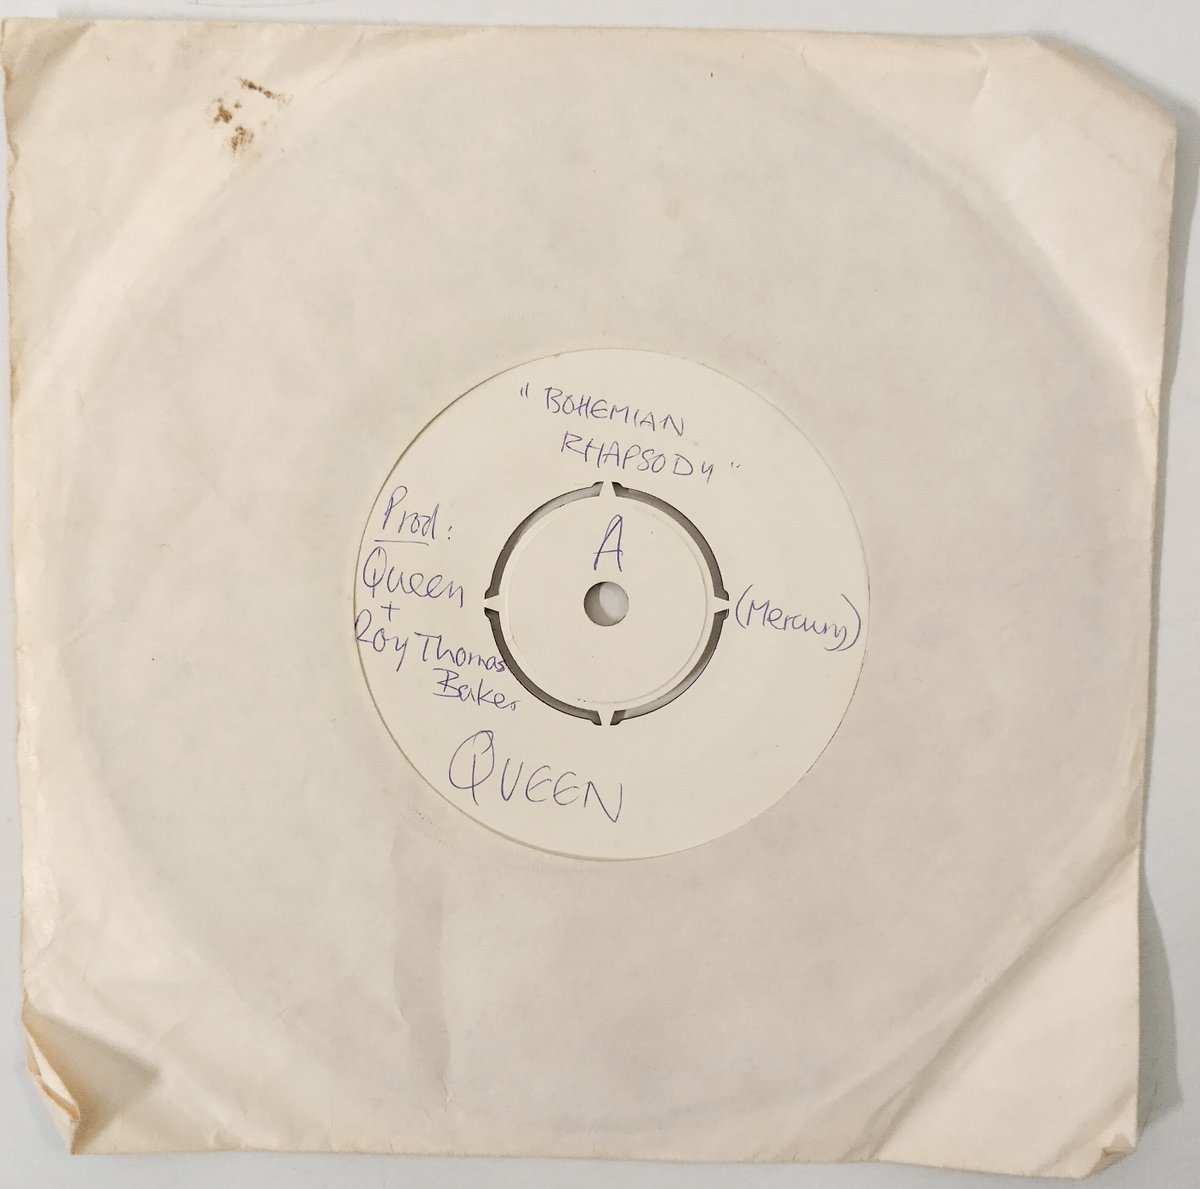 "BOHEMIAN
RHAPSODY"
A
Prod:
Queen
+
Roy Thomas
Baker
(Mercury)
QUEEN